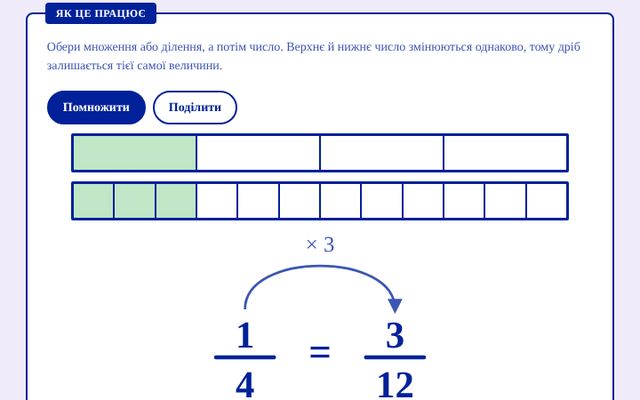 ЯК ЦЕ ПРАЦЮЄ
Обери множення або ділення, а потім число. Верхнє й нижнє число змінюються однаково, тому дріб
залишається тієї самої величини.
Помножити Поділити
× 3
1 = 3
4 12